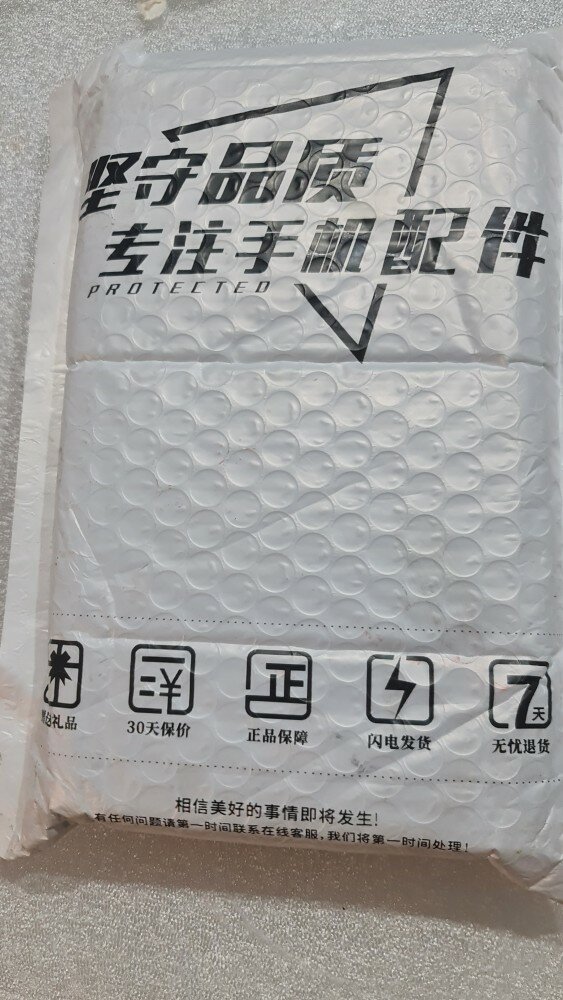 坚守品质
专注手机配件
PROTECTED
礼品
30天保价
正品保障
闪电发货
7天
无忧退货
相信美好的事情即将发生!
有任何问题请第一时间联系在线客服,我们将第一时间处理!